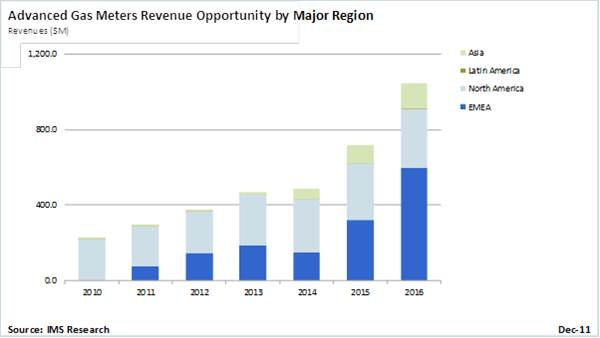 Advanced Gas Meters Revenue Opportunity by Major Region
Revenues ($M)
1,200.0
800.0
400.0
0.0
2010 2011 2012 2013 2014 2015 2016
Asia
Latin America
North America
EMEA
Source: IMS Research Dec-11